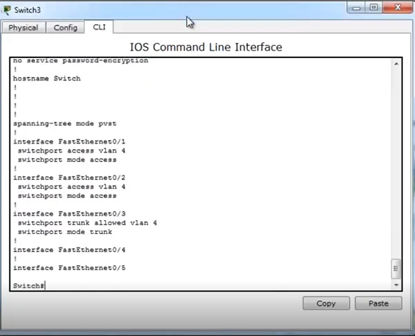 Switch3
Physical Config CLI
IOS Command Line Interface
no service password-encryption
!
hostname Switch
!
!
!
!
spanning-tree mode pvst
!
interface FastEthernet0/1
switchport access vlan 4
switchport mode access
!
interface FastEthernet0/2
switchport access vlan 4
switchport mode access
!
interface FastEthernet0/3
switchport trunk allowed vlan 4
switchport mode trunk
!
interface FastEthernet0/4
!
interface FastEthernet0/5
Switch#
Copy Paste